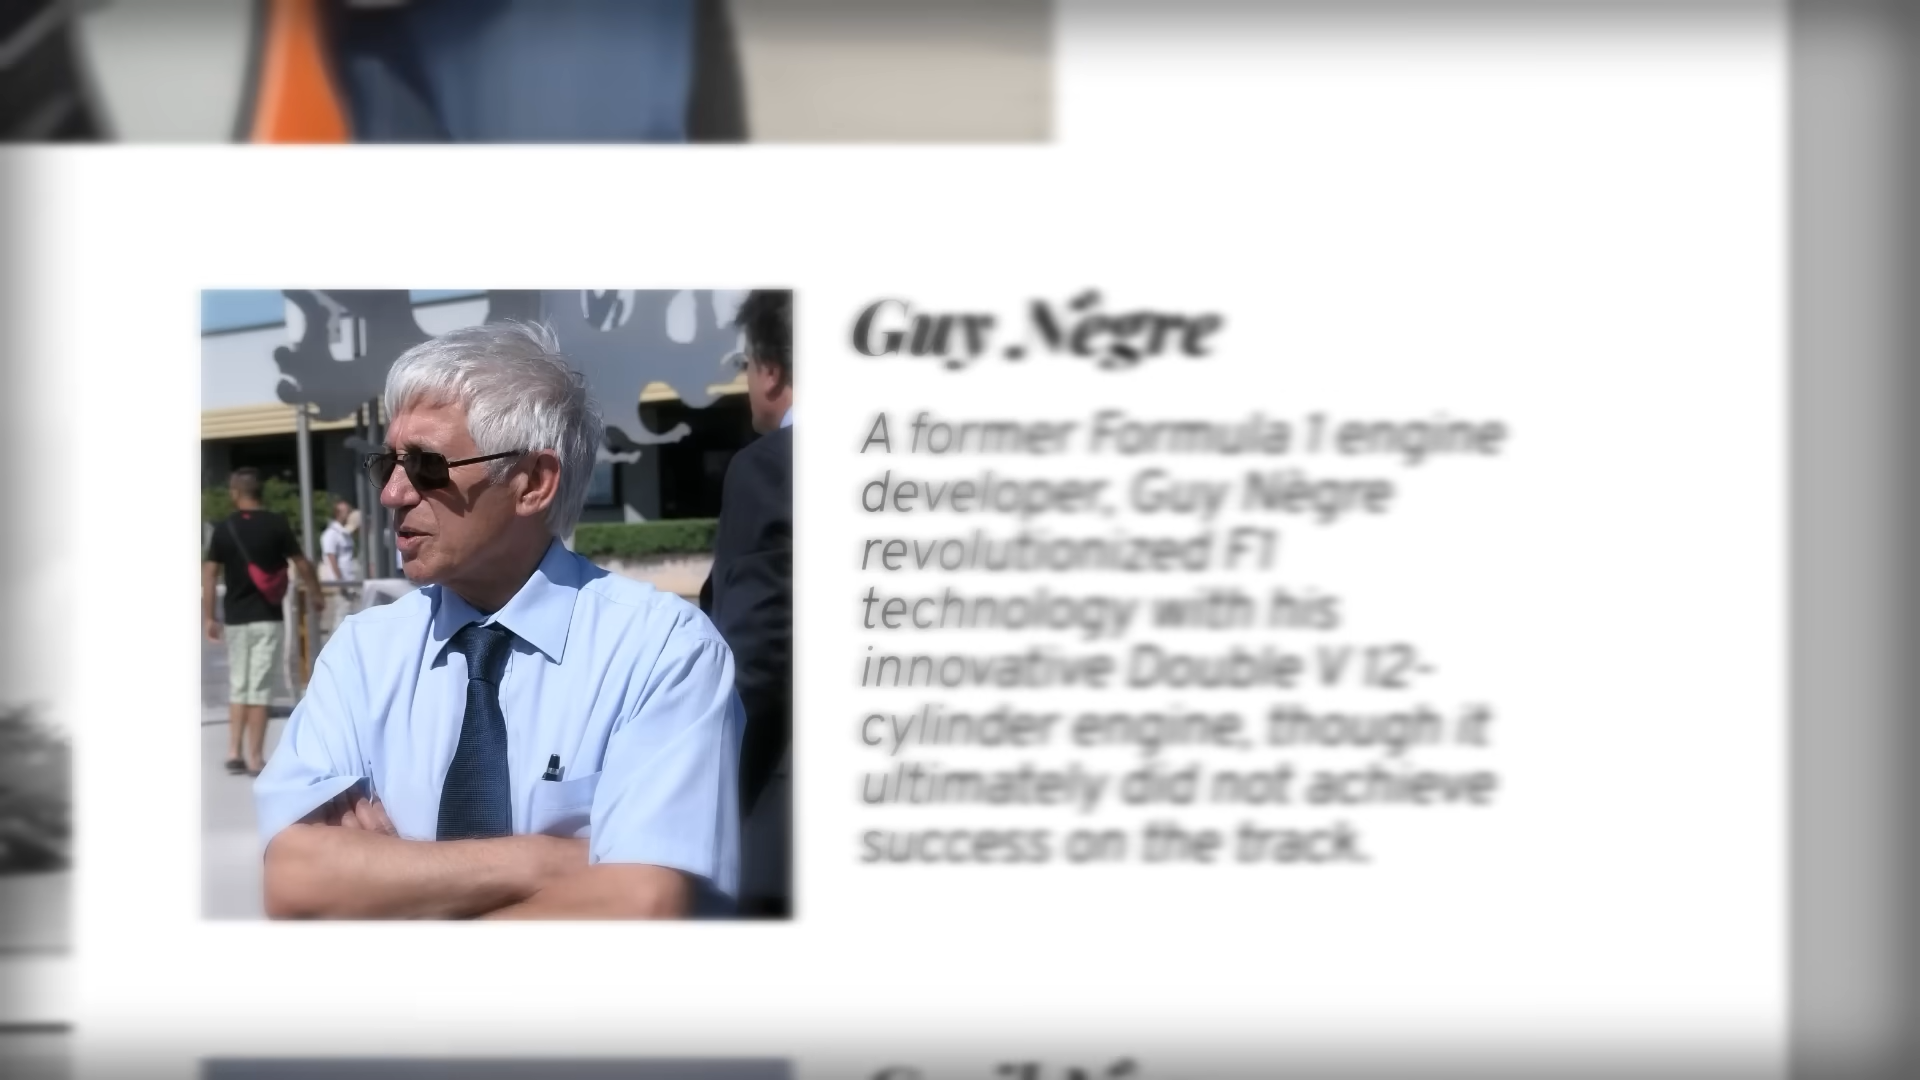 Guy Négre
A former Formula 1 engine
developer, Guy Nègre
revolutionized F1
technology with his
innovative Double V 12-
cylinder engine, though it
ultimately did not achieve
success on the track.